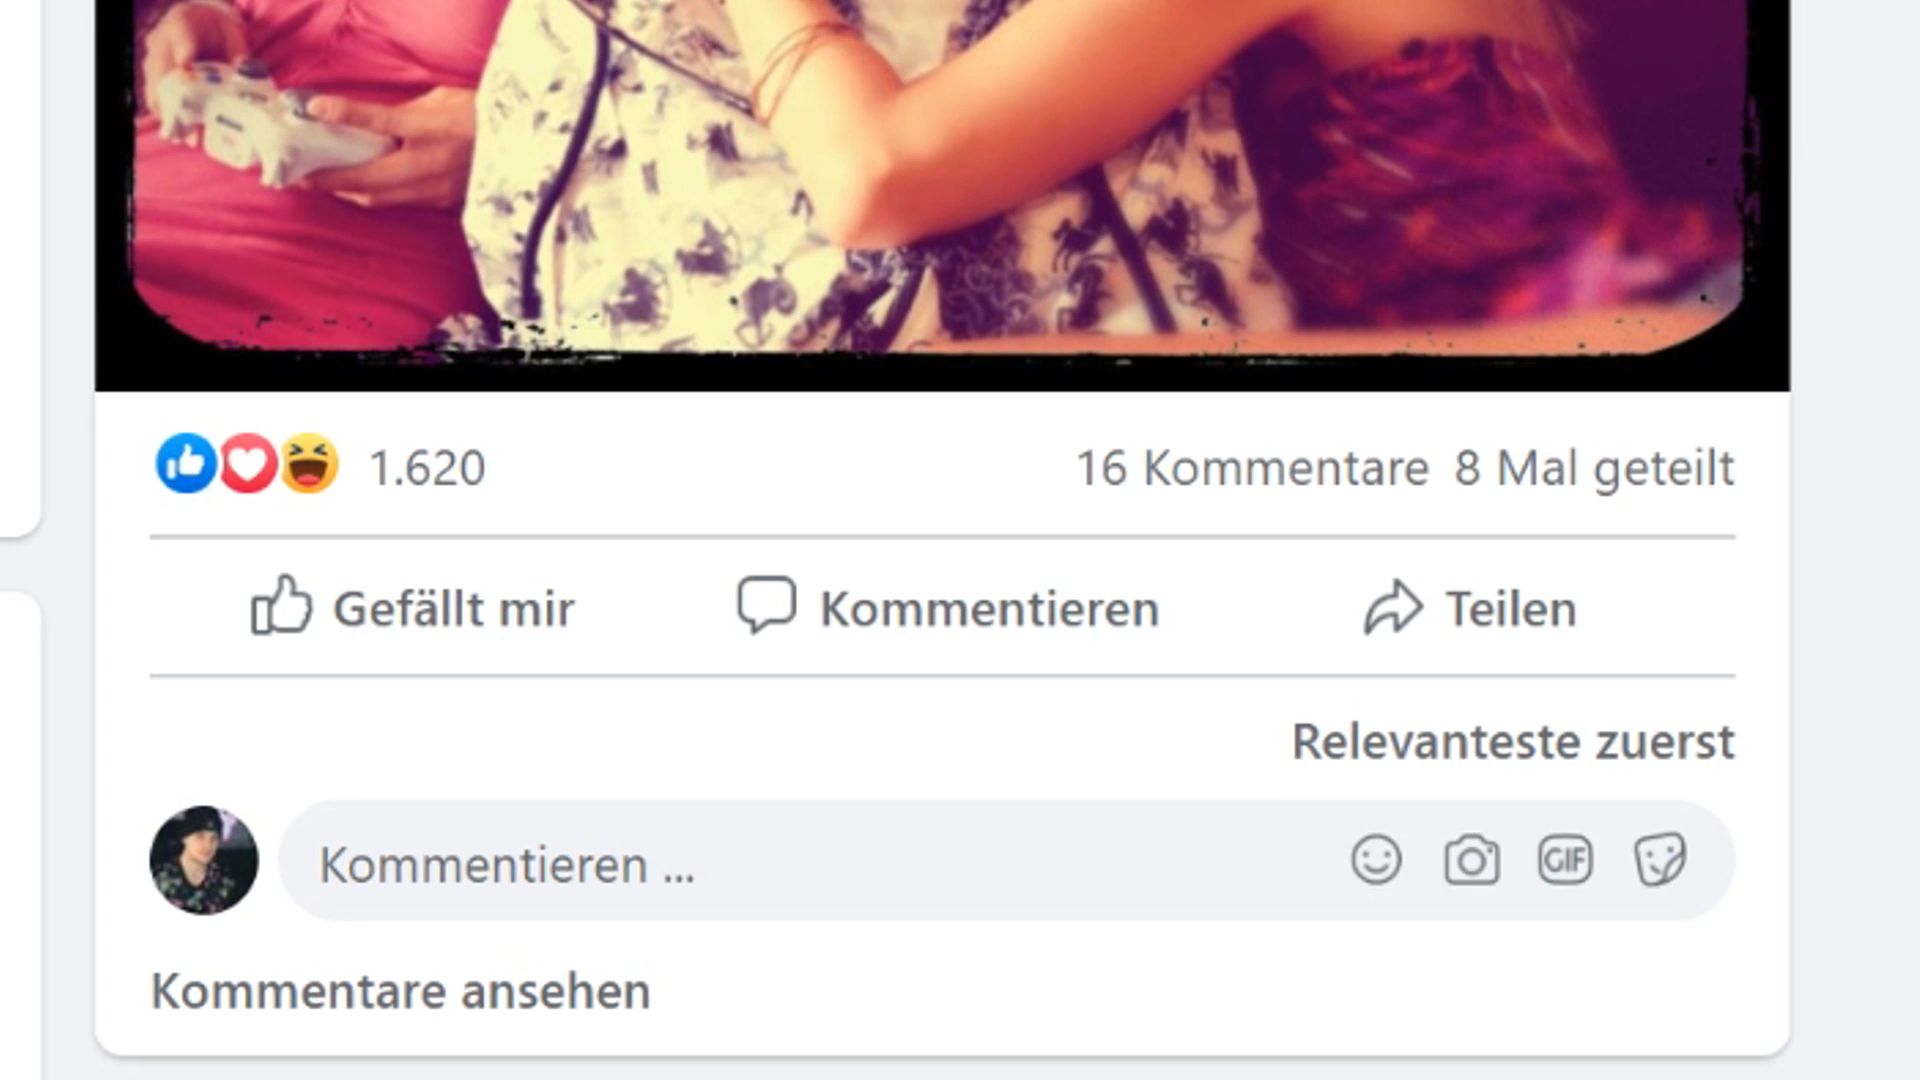 1.620
16 Kommentare 8 Mal geteilt
Gefällt mir
Kommentieren
Teilen
Relevanteste zuerst
Kommentieren ...
GIF
Kommentare ansehen